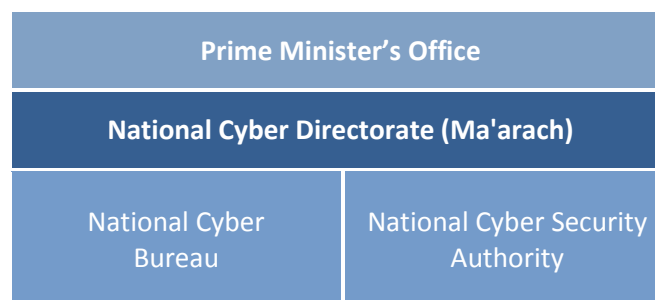 Prime Minister’s Office
National Cyber Directorate (Ma'arach)
National Cyber
Bureau
National Cyber Security
Authority